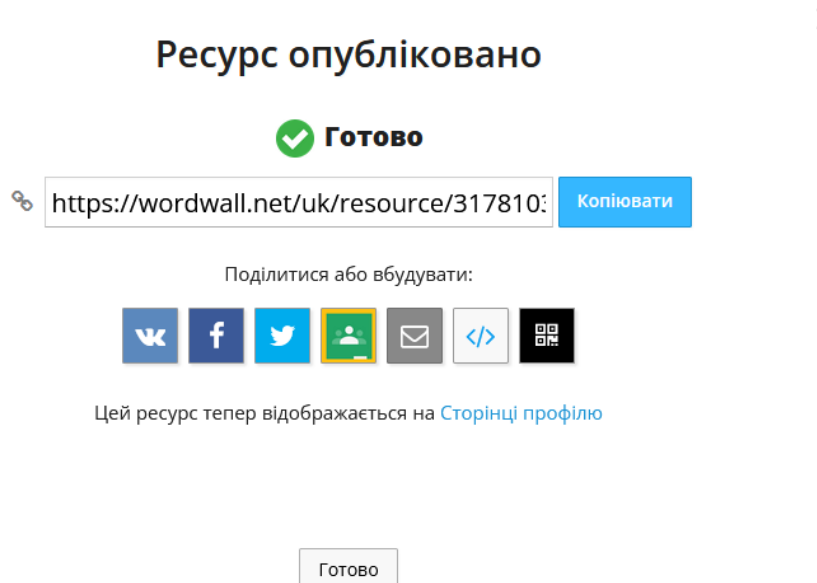 Ресурс опубліковано
Готово
https://wordwall.net/uk/resource/3178103
Копіювати
Поділитися або вбудувати:
Цей ресурс тепер відображається на Сторінці профілю
Готово